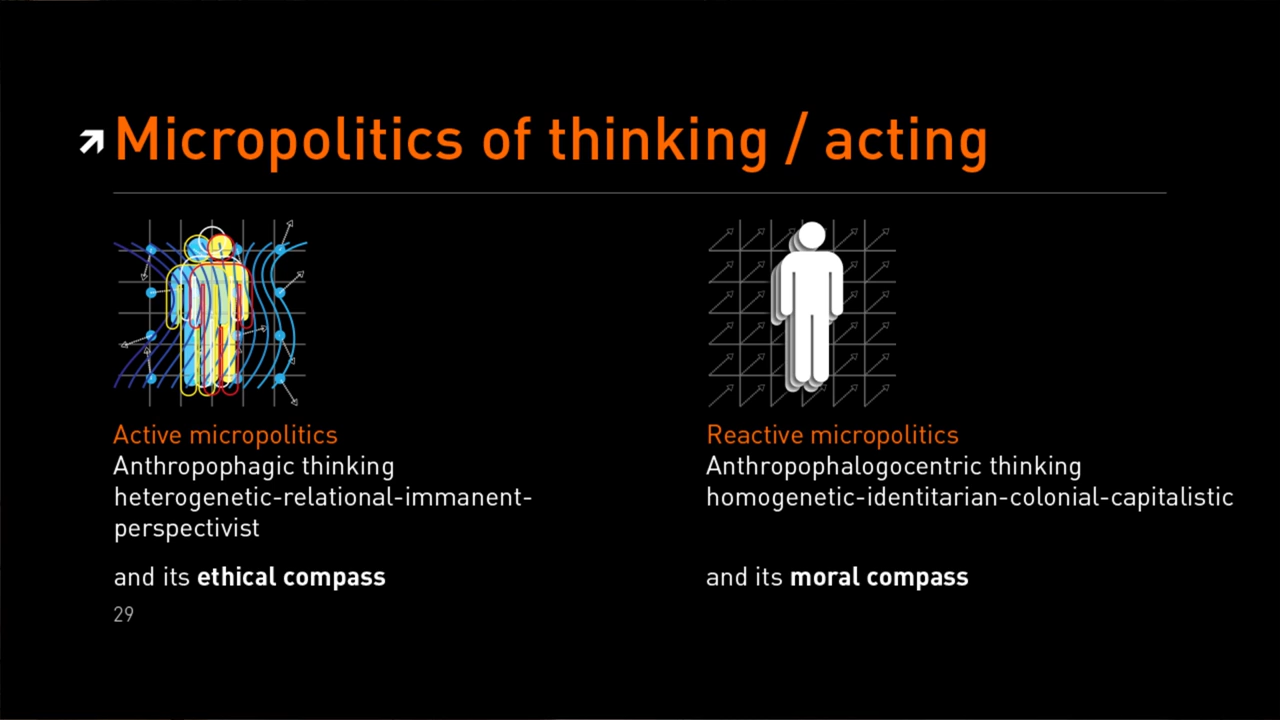 Micropolitics of thinking / acting
Active micropolitics
Anthropophagic thinking
heterogenetic-relational-immanent-
perspectivist
and its ethical compass
Reactive micropolitics
Anthropophalogocentric thinking
homogenetic-identitarian-colonial-capitalistic
and its moral compass
29